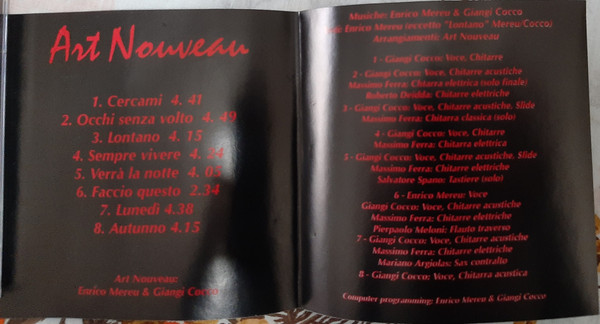 Art Nouveau
1. Cercami 4. 41
2. Occhi senza volto 4. 49
3. Lontano 4. 15
4. Sempre vivere 4. 24
5. Verrà la notte 4. 05
6. Faccio questo 2.34
7. Lunedì 4.38
8. Autunno 4.15
Art Nouveau:
Enrico Mereu & Giangi Cocco
Musiche: Enrico Mereu & Giangi Cocco
Enrico Mereu (eccetto "Lontano" Mereu/Cocco)
Arrangiamenti: Art Nouveau
1 - Giangi Cocco: Voce, Chitarre
2 - Giangi Cocco: Voce, Chitarre acustiche
Massimo Ferra: Chitarra elettrica (solo finale)
Roberto Deidda: Chitarre elettriche
3 - Giangi Cocco: Voce, Chitarre acustiche, Slide
Massimo Ferra: Chitarra classica (solo)
4 - Giangi Cocco: Voce, Chitarre
Massimo Ferra: Chitarra elettrica
5 - Giangi Cocco: Voce, Chitarre acustiche, Slide
Massimo Ferra: Chitarre elettriche
Salvatore Spano: Tastiere (solo)
6 - Enrico Mereu: Voce
Giangi Cocco: Voce, Chitarre acustiche
Massimo Ferra: Chitarre elettriche
Pierpaolo Meloni: Flauto traverso
7 - Giangi Cocco: Voce, Chitarre acustiche
Massimo Ferra: Chitarre elettriche
Mariano Argiolas: Sax contralto
8 - Giangi Cocco: Voce, Chitarra acustica
Computer programming: Enrico Mereu & Giangi Cocco